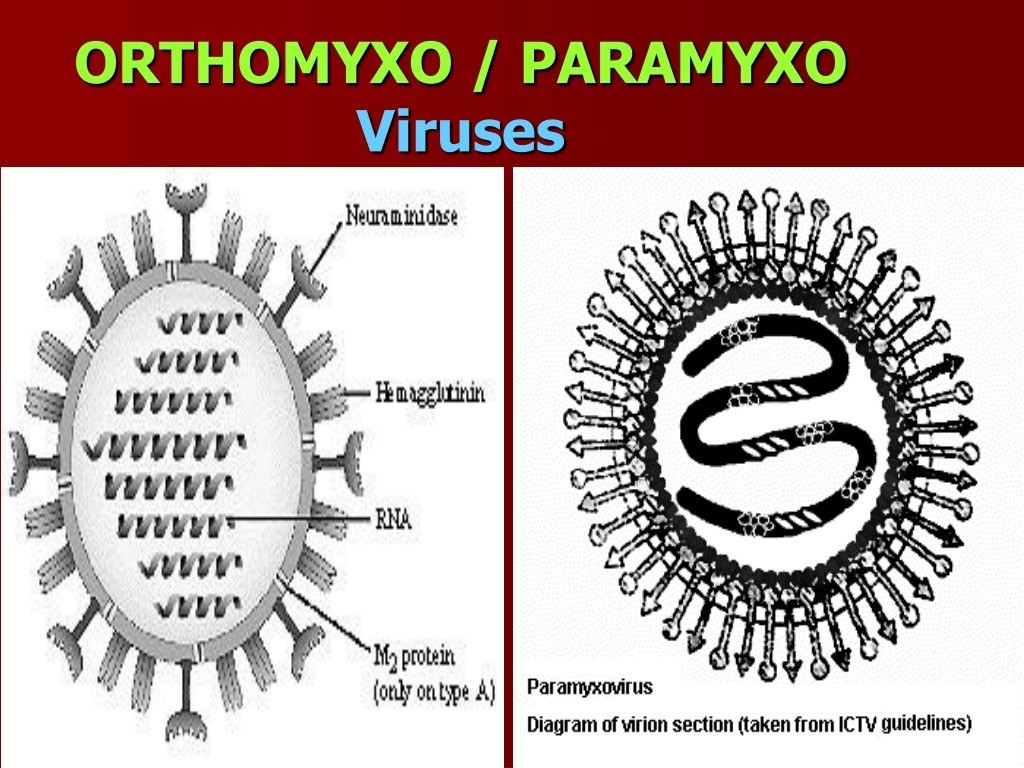 ORTHOMYXO / PARAMYXO
Viruses
Neuraminidase
Hemagglutinin
RNA
M2 protein
(only on type A)
Paramyxovirus
Diagram of virion section (taken from ICTV guidelines)